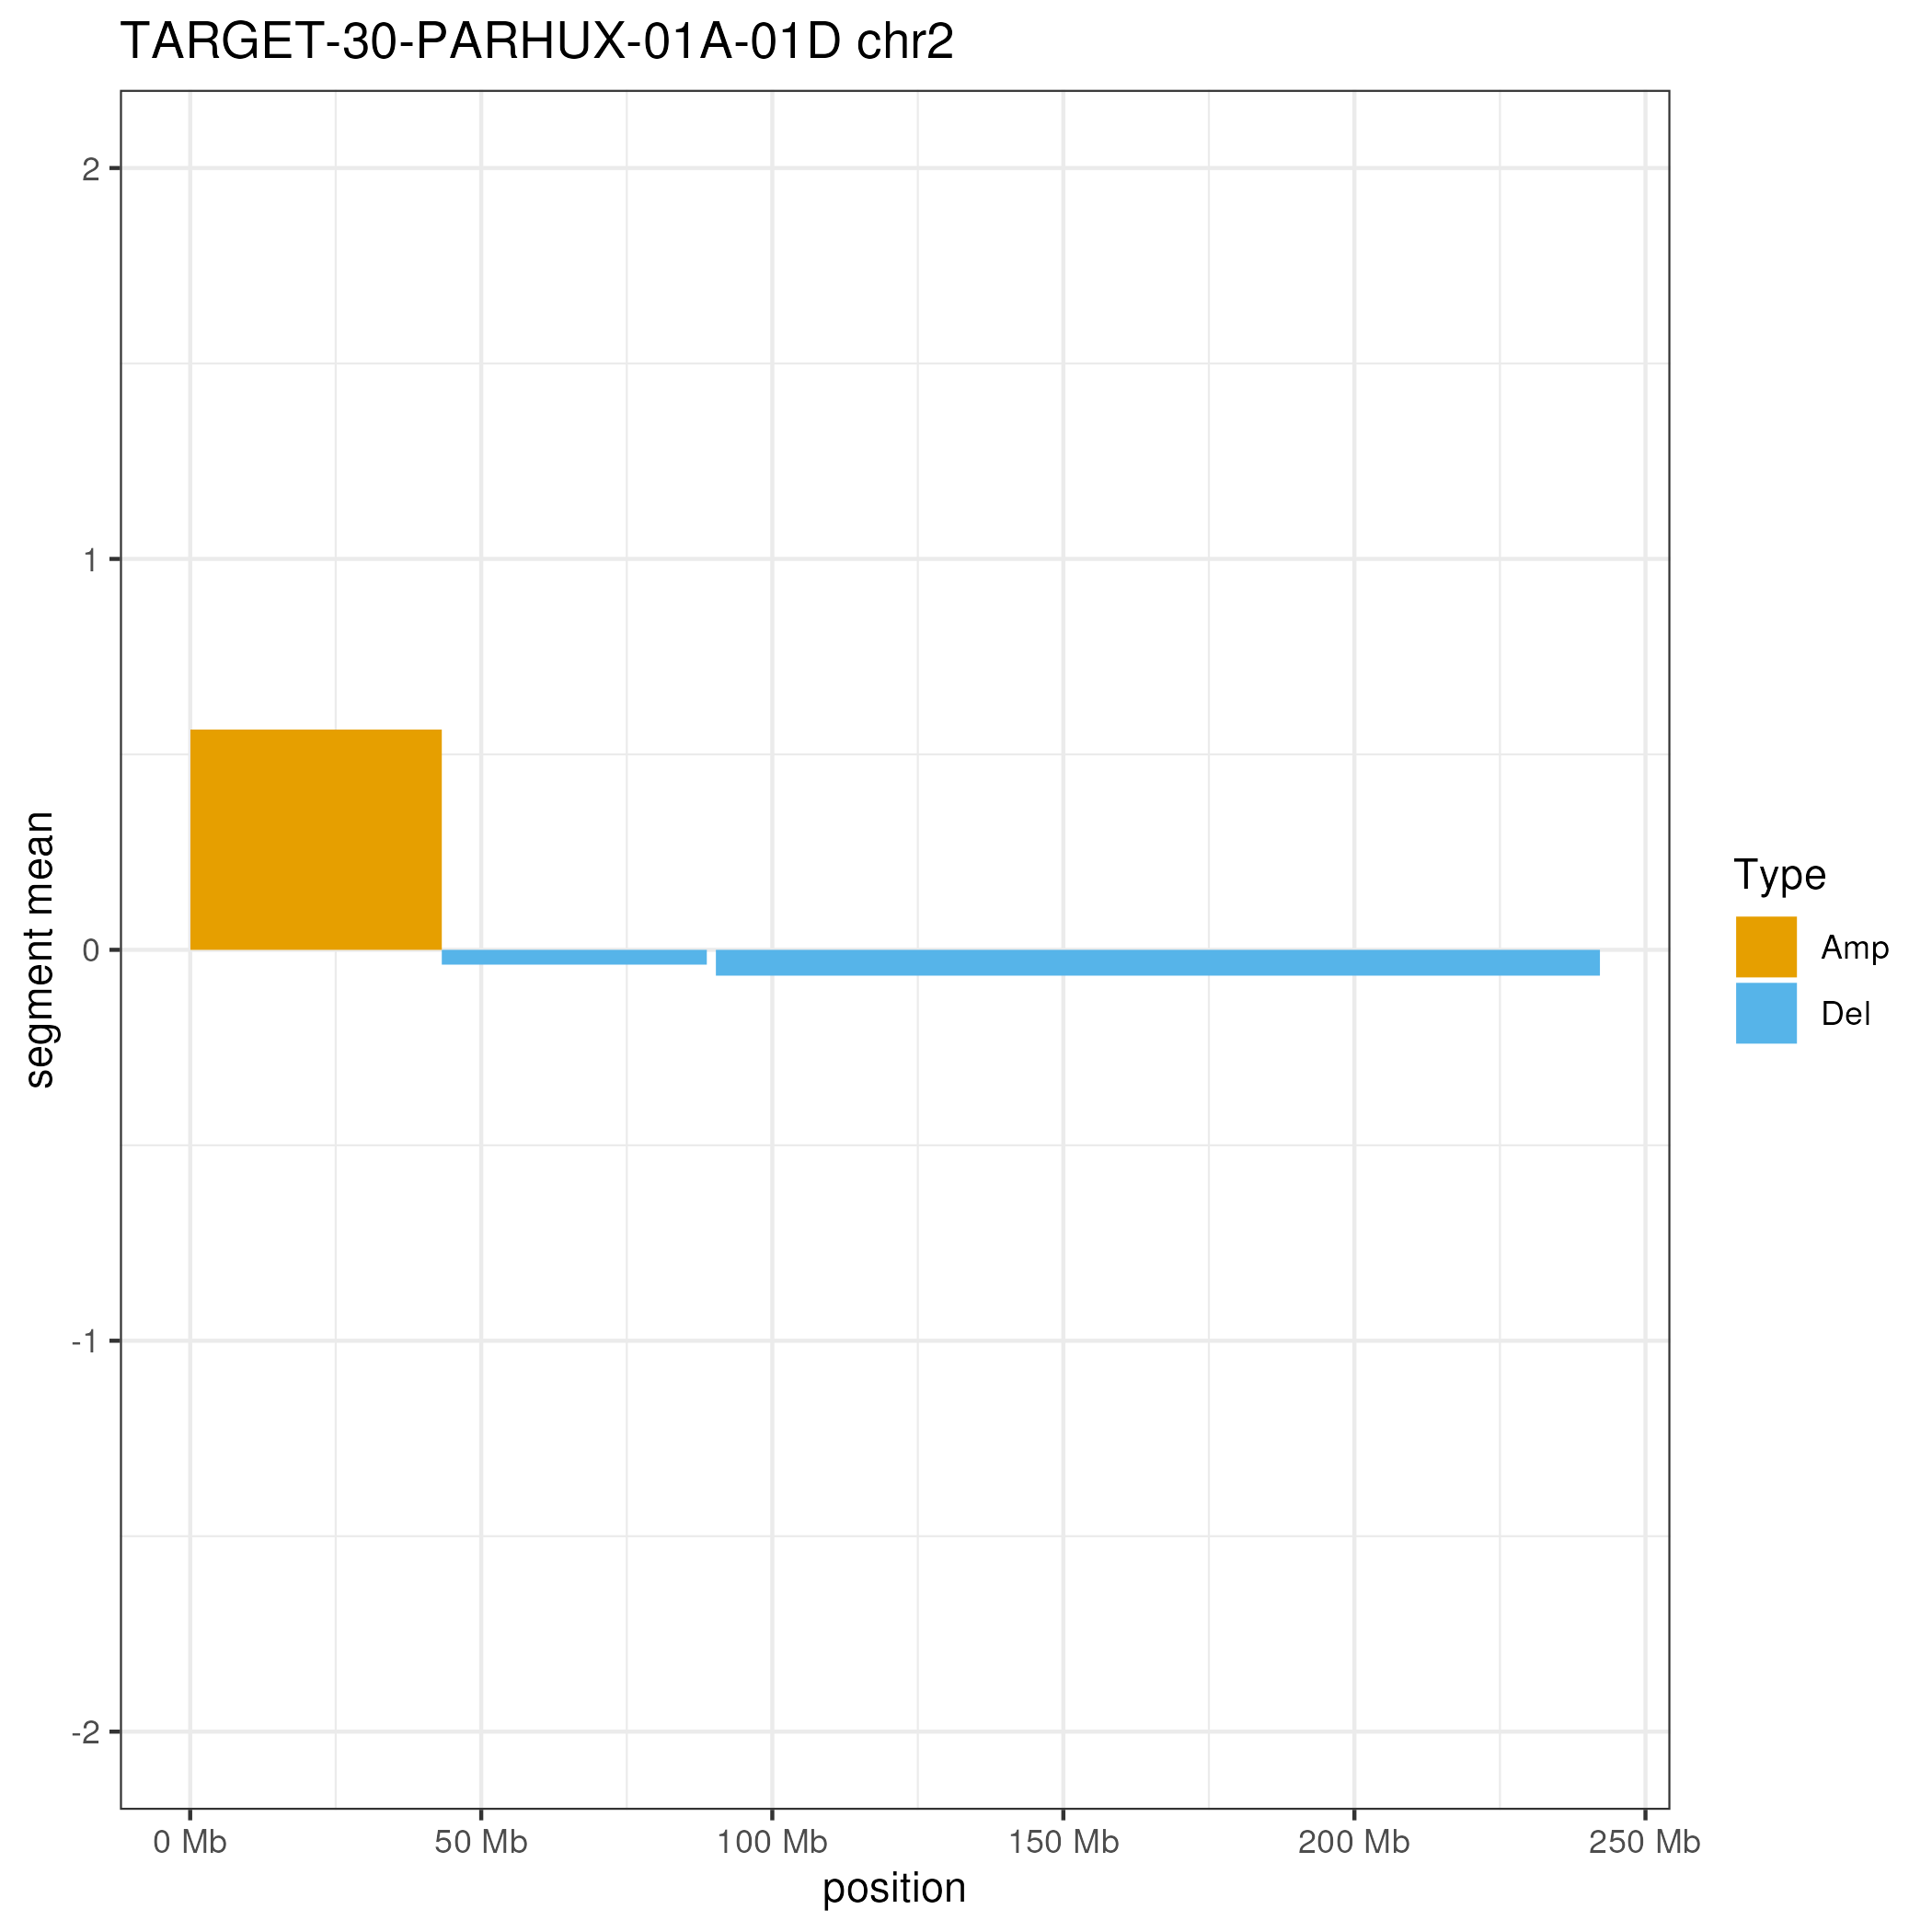 TARGET-30-PARHUX-01A-01D chr2
2
1
0
-1
-2
segment mean
0 Mb
50 Mb
100 Mb
150 Mb
200 Mb
250 Mb
position
Type
Amp
Del